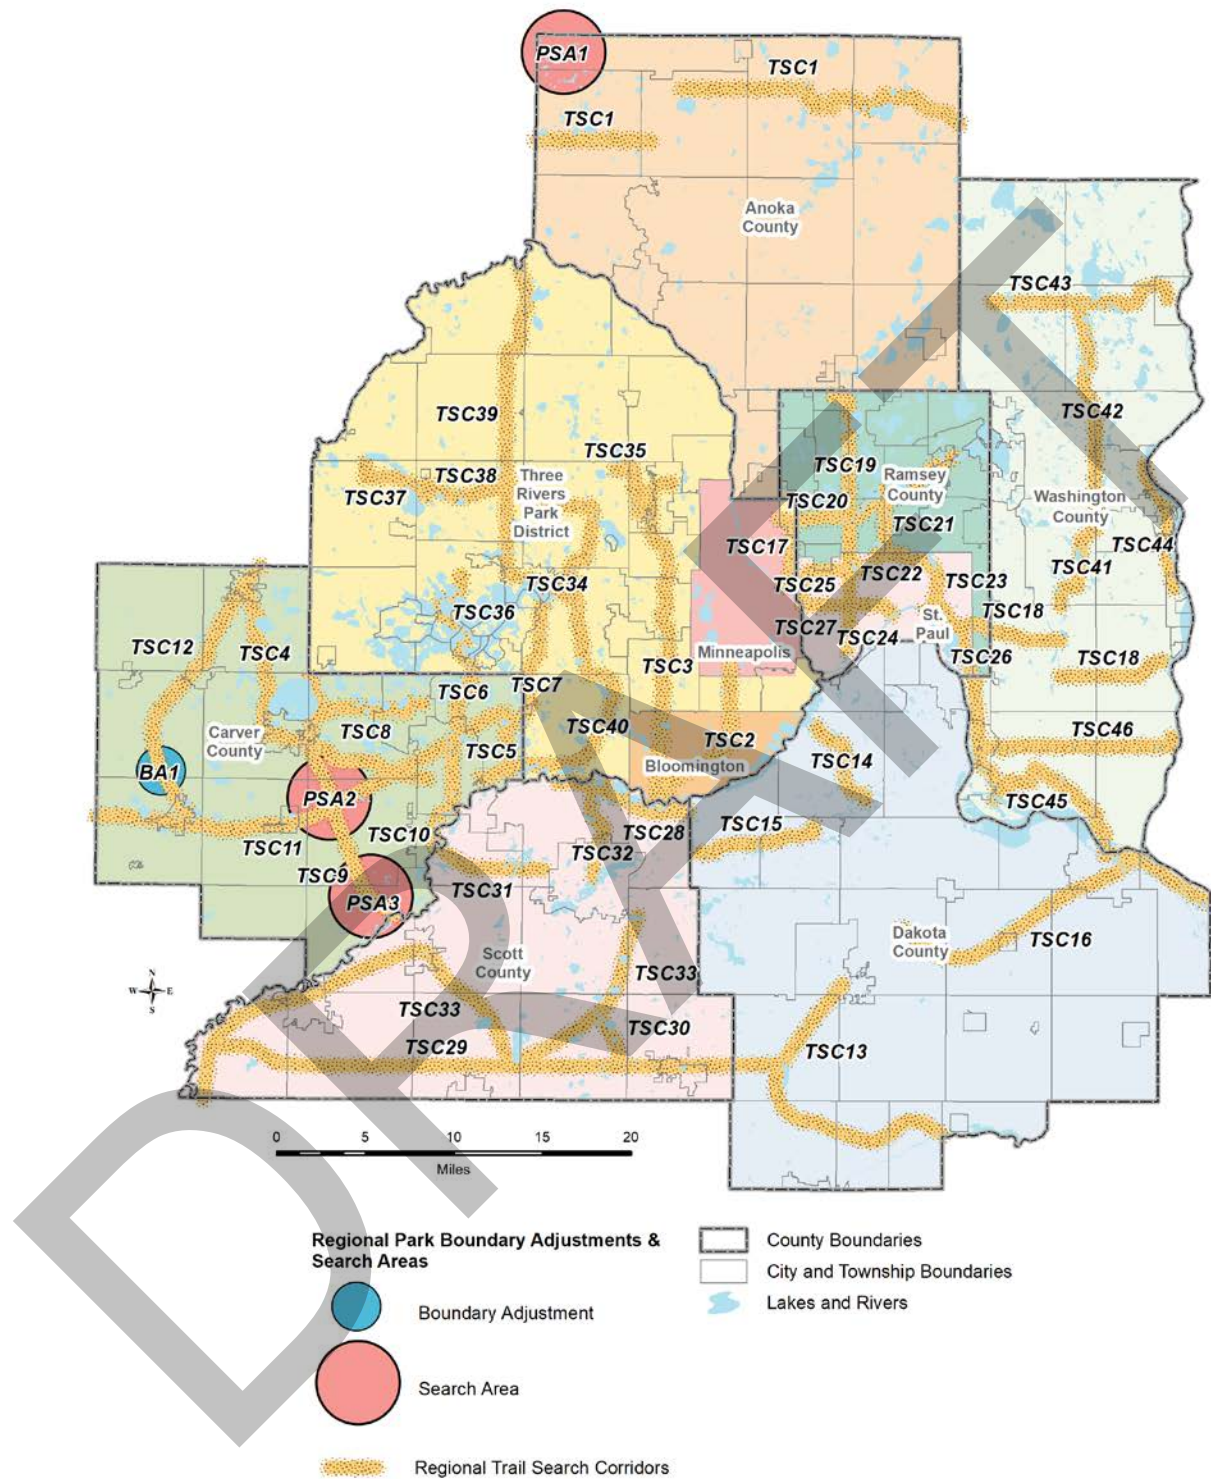 PSA1
TSC1
TSC1
Anoka
County
TSC43
TSC39
TSC42
TSC35
TSC19
TSC38
TSC37
Three
Rivers
Park
District
Ramsey
County
TSC20
Washington
County
TSC21
TSC17
TSC44
TSC41
TSC22
TSC25
TSC34
TSC23
TSC36
TSC18
TSC27
TSC24
St.
Paul
TSC12
TSC4
Minneapolis
TSC26
TSC18
TSC3
TSC6
TSC7
TSC8
TSC40
TSC46
Carver
County
TSC5
TSC2
Bloomington
TSC14
BA1
PSA2
TSC45
TSC15
TSC10
TSC28
TSC11
TSC32
TSC9
TSC31
PSA3
Dakota
County
TSC16
Scott
County
TSC33
N
W E
S
TSC33
TSC30
TSC29
TSC13
0 5 10 15 20
Miles
DRAFT
Regional Park Boundary Adjustments &
Search Areas
Boundary Adjustment
Search Area
Regional Trail Search Corridors
County Boundaries
City and Township Boundaries
Lakes and Rivers